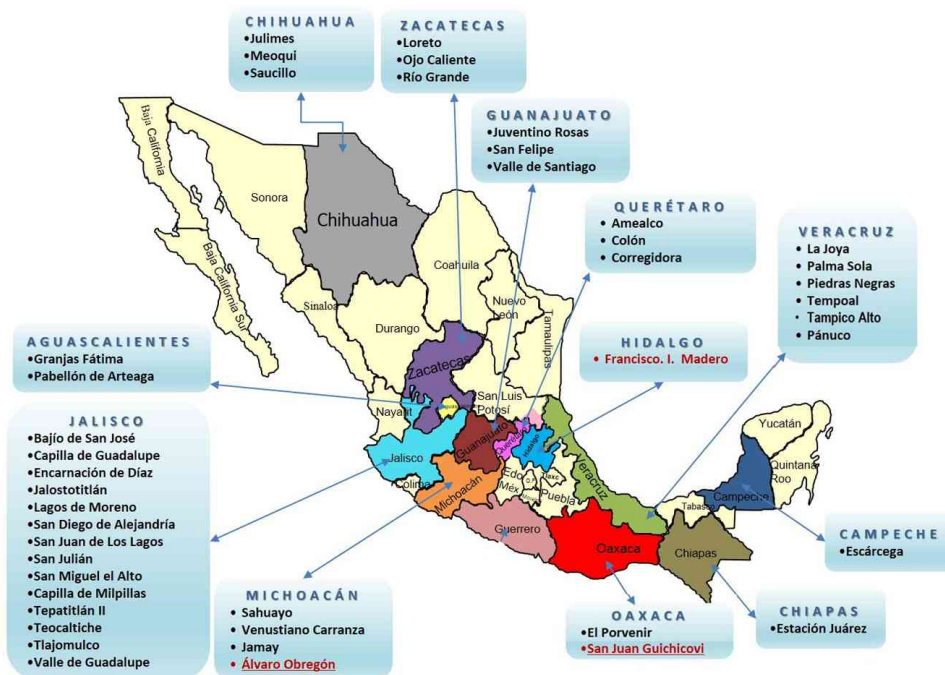 CHIHUAHUA
•Julimes
•Meoqui
•Saucillo
ZACATECAS
•Loreto
•Ojo Caliente
•Río Grande
GUANAJUATO
•Juventino Rosas
•San Felipe
•Valle de Santiago
QUERÉTARO
• Amealco
• Colón
• Corregidora
VERACRUZ
• La Joya
• Palma Sola
• Piedras Negras
• Tempoal
• Tampico Alto
• Pánuco
HIDALGO
• Francisco. I. Madero
AGUASCALIENTES
•Granjas Fátima
•Pabellón de Arteaga
JALISCO
•Bajío de San José
•Capilla de Guadalupe
•Encarnación de Díaz
•Jalostotitlán
•Lagos de Moreno
•San Diego de Alejandría
•San Juan de Los Lagos
•San Julián
•San Miguel el Alto
•Capilla de Milpillas
•Tepatitlán II
•Teocaltiche
•Tlajomulco
•Valle de Guadalupe
MICHOACÁN
• Sahuayo
• Venustiano Carranza
• Jamay
• Álvaro Obregón
OAXACA
•El Porvenir
•San Juan Guichicovi
CHIAPAS
•Estación Juárez
CAMPECHE
•Escárcega
Baja California
Sonora
Chihuahua
Baja California Sur
Coahuila
Sinaloa
Durango
Nuevo
León
Tamaulipas
Zacatecas
San Luis
Potosí
Nayarit
Jalisco
Guanajuato
Querétaro
Hidalgo
Colima
Michoacán
Edo
Méx
D.F.
Tlaxc
Puebla
Veracruz
Guerrero
Oaxaca
Tabasco
Chiapas
Campeche
Yucatán
Quintana
Roo